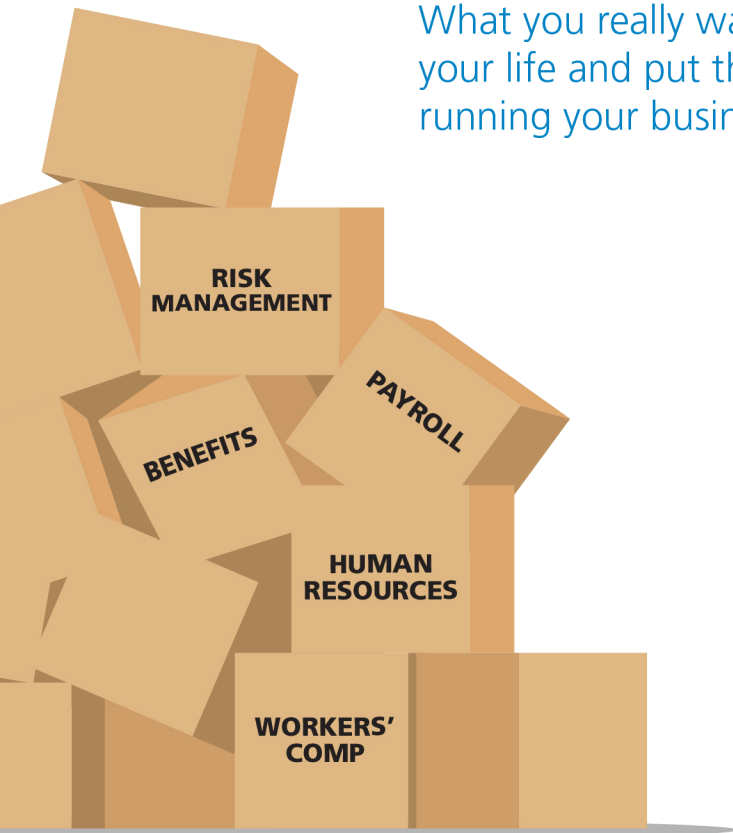 What you really
your life and put
running your
RISK
MANAGEMENT
PAYROLL
BENEFITS
HUMAN
RESOURCES
WORKERS’
COMP